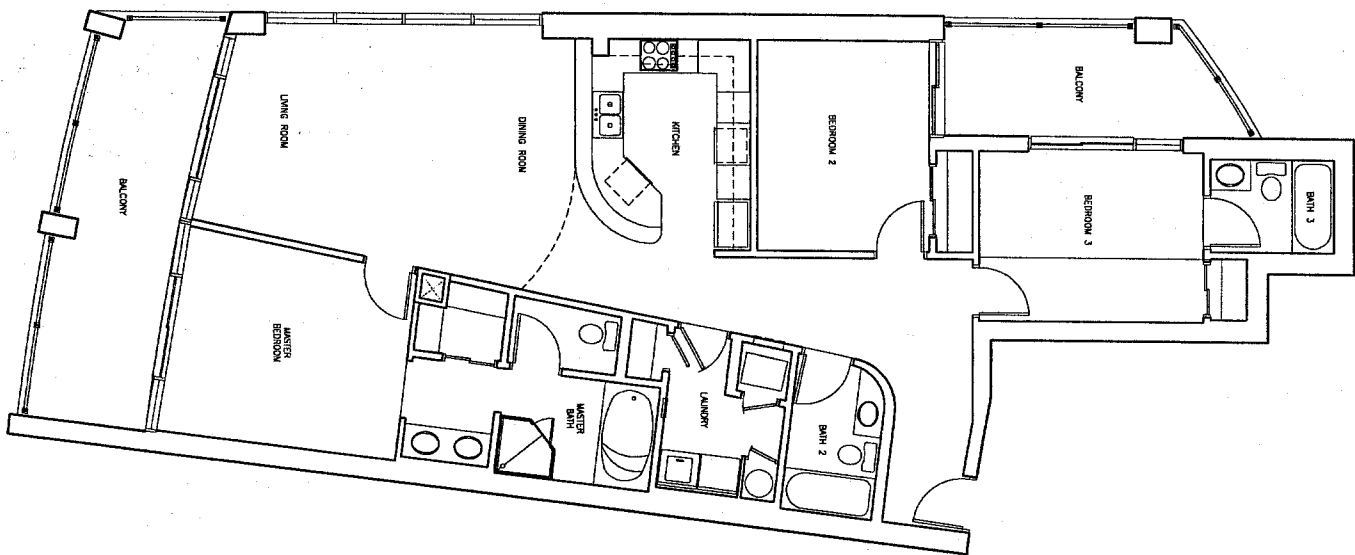 LIVING ROOM
DINING ROOM
KITCHEN
BEDROOM 2
BALCONY
BATH 3
BEDROOM 3
BALCONY
MASTER
BEDROOM
MASTER
BATH
LAUNDRY
BATH 2